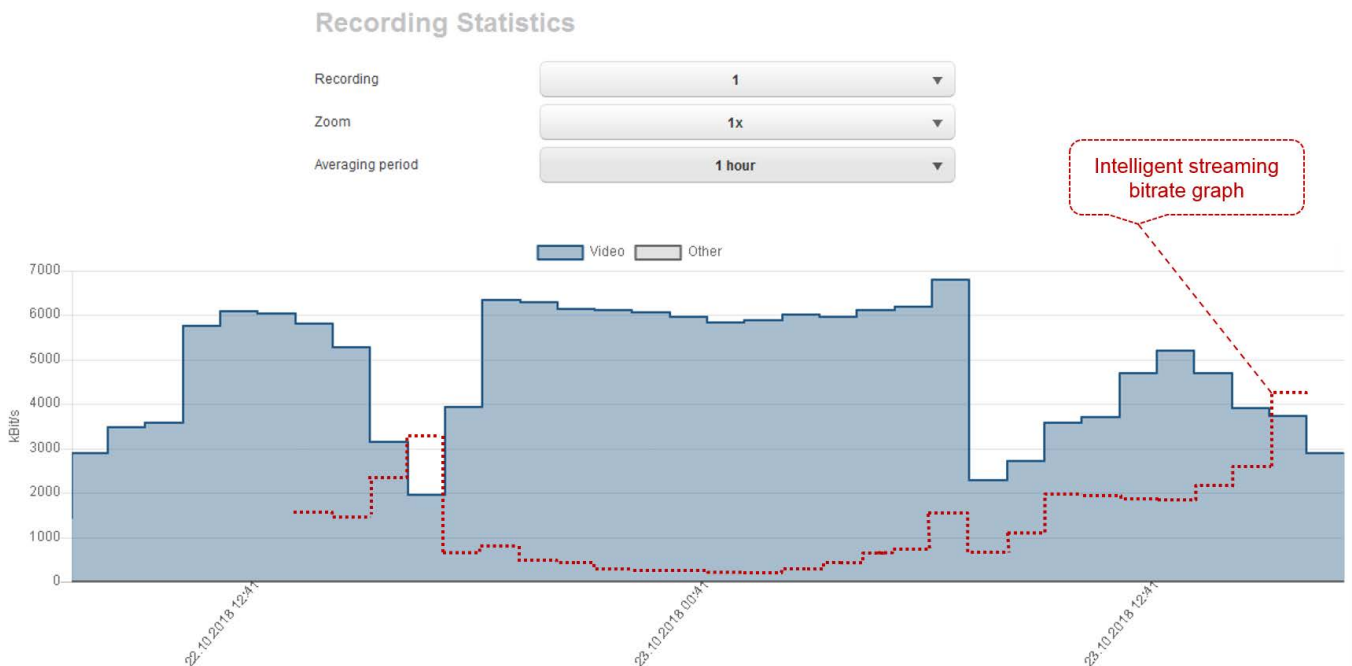 Recording Statistics
Recording
1
Zoom
1x
Averaging period
1 hour
Intelligent streaming
bitrate graph
Video
Other
7000
6000
5000
4000
3000
2000
1000
0
kBit/s
22.10.2018 12:41
23.10.2018 00:41
23.10.2018 12:41